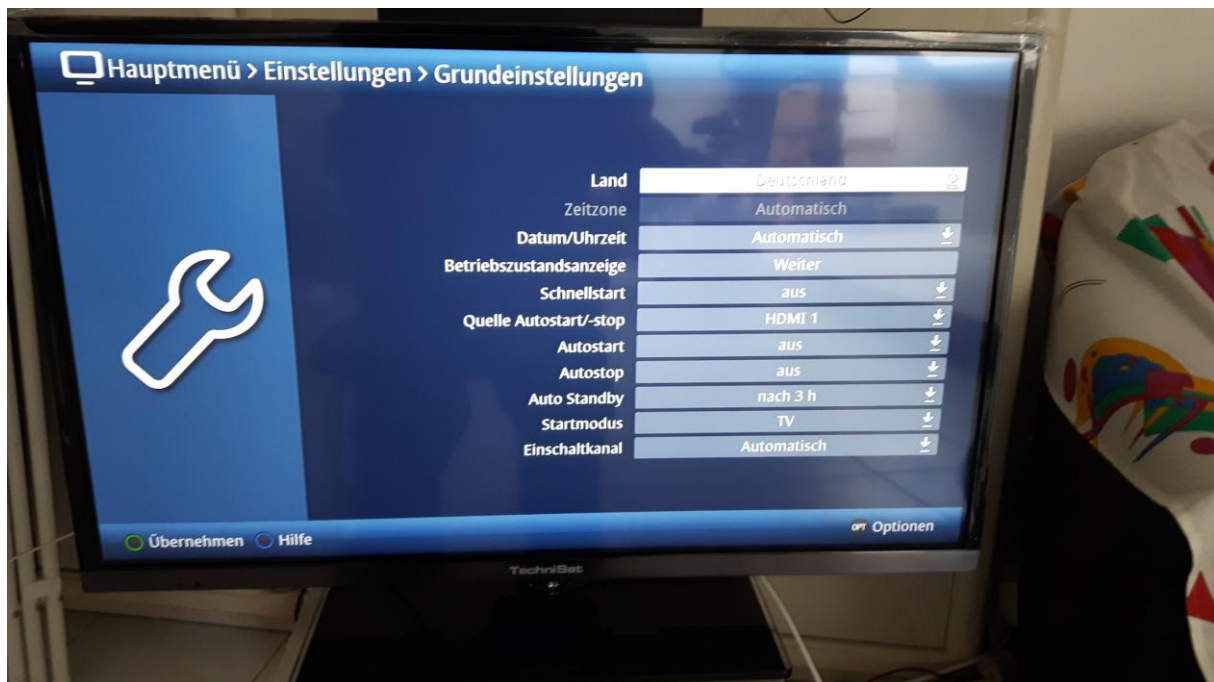 Hauptmenü > Einstellungen > Grundeinstellungen
Land Deutschland
Zeitzone Automatisch
Datum/Uhrzeit Automatisch
Betriebszustandsanzeige Weiter
Schnellstart aus
Quelle Autostart/-stop HDMI 1
Autostart aus
Autostop aus
Auto Standby nach 3 h
Startmodus TV
Einschaltkanal Automatisch
Übernehmen Hilfe OPT Optionen
TechniSat